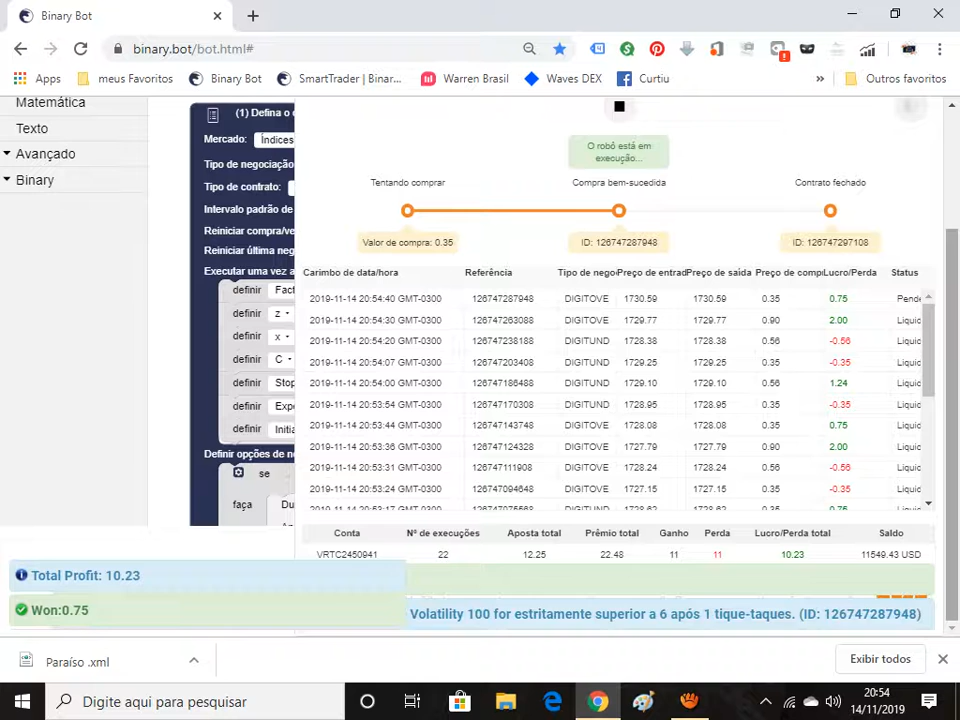 Binary Bot
binary.bot/bot.html#
Apps
meus Favoritos
Binary Bot
SmartTrader | Binar...
Warren Brasil
Waves DEX
Curtiu
»
Outros favoritos
Matemática
Texto
Avançado
Binary
(1) Defina o
Mercado: Índices
Tipo de negociação
Tipo de contrato:
Intervalo padrão de
Reiniciar compra/ve
Reiniciar última neg
Executar uma vez a
definir Fact
definir z
definir x
definir C
definir Stop
definir Exp
definir Initia
Definir opções de ne
se
faça Du
O robô está em
execução...
Tentando comprar Compra bem-sucedida Contrato fechado
Valor de compra: 0.35 ID: 126747287948 ID: 126747297108
Carimbo de data/hora Referência Tipo de nego Preço de entrad Preço de saída Preço de compr Lucro/Perda Status
2019-11-14 20:54:40 GMT-0300 126747287948 DIGITOVE 1730.59 1730.59 0.35 0.75 Pende
2019-11-14 20:54:30 GMT-0300 126747263088 DIGITOVE 1729.77 1729.77 0.90 2.00 Liquid
2019-11-14 20:54:20 GMT-0300 126747238188 DIGITUND 1728.38 1728.38 0.56 -0.56 Liquid
2019-11-14 20:54:07 GMT-0300 126747203408 DIGITUND 1729.25 1729.25 0.35 -0.35 Liquid
2019-11-14 20:54:00 GMT-0300 126747186488 DIGITUND 1729.10 1729.10 0.56 1.24 Liquid
2019-11-14 20:53:54 GMT-0300 126747170308 DIGITUND 1728.95 1728.95 0.35 -0.35 Liquid
2019-11-14 20:53:44 GMT-0300 126747143748 DIGITOVE 1728.08 1728.08 0.35 0.75 Liquid
2019-11-14 20:53:36 GMT-0300 126747124328 DIGITOVE 1727.79 1727.79 0.90 2.00 Liquid
2019-11-14 20:53:31 GMT-0300 126747111908 DIGITOVE 1728.24 1728.24 0.56 -0.56 Liquid
2019-11-14 20:53:24 GMT-0300 126747094648 DIGITOVE 1727.15 1727.15 0.35 -0.35 Liquid
Conta Nº de execuções Aposta total Prêmio total Ganho Perda Lucro/Perda total Saldo
VRTC2450941 22 12.25 22.48 11 11 10.23 11549.43 USD
Total Profit: 10.23
Won:0.75
Volatility 100 for estritamente superior a 6 após 1 tique-taques. (ID: 126747287948)
Paraíso .xml
Exibir todos
Digite aqui para pesquisar
20:54
14/11/2019